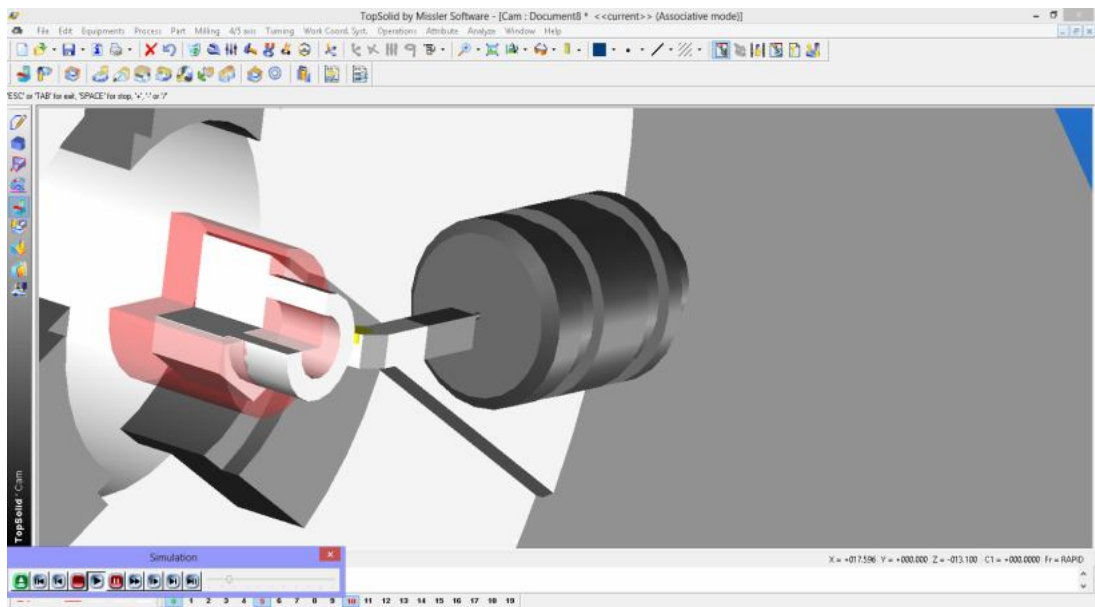 TopSolid by Missler Software - [Cam : Document8 * <<current>> (Associative mode)]
File Edit Equipments Process Part Milling 4/5 axis Turning Work Coord. Syst. Operations Attribute Analyze Window Help
'ESC' or 'TAB' for exit, 'SPACE' for stop, '+', '-' or '/'
TopSolid'Cam
Simulation
X = +017.596 Y = +000.000 Z = -013.100 C1 = +000.0000 Fr = RAPID
0 1 2 3 4 5 6 7 8 9 10 11 12 13 14 15 16 17 18 19